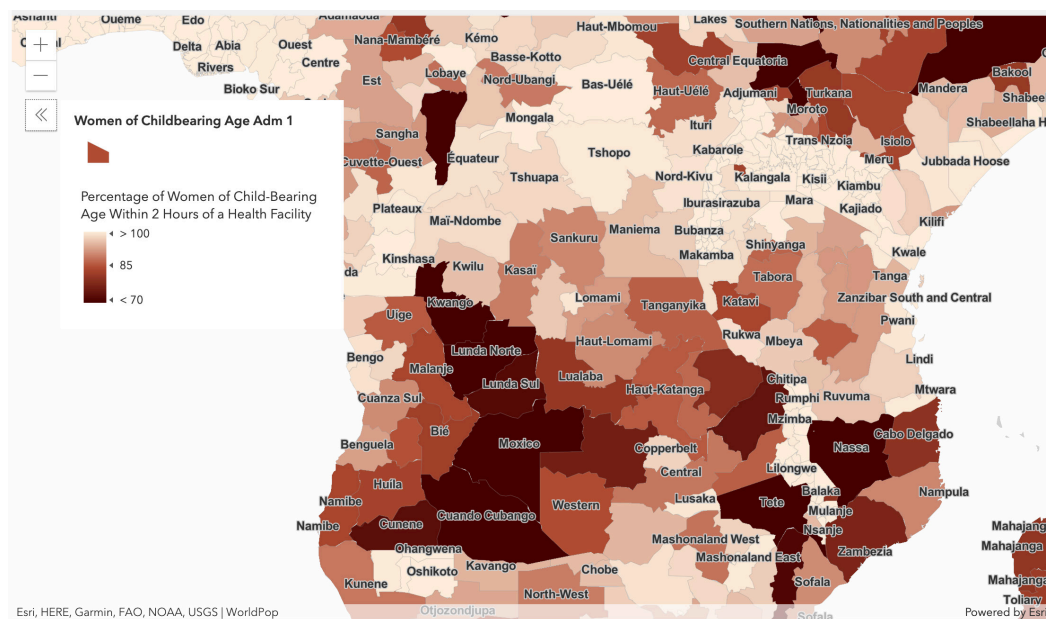 Ashanti
Oueme
Edo
Adamaoua
Haut-Mbomou
Lakes
Southern Nations, Nationalities and Peoples
Delta
Abia
Ouest
Nana-Mambéré
Kémo
Rivers
Centre
Basse-Kotto
Central Equatoria
Bakool
Bioko Sur
Est
Lobaye
Nord-Ubangi
Bas-Uélé
Haut-Uélé
Adjumani
Turkana
Mandera
Shabee
Moroto
Mongala
Ituri
Shabeellaha H
Sangha
Trans Nzoia
Isiolo
Cuvette-Ouest
Équateur
Tshopo
Kabarole
Meru
Jubbada Hoose
Tshuapa
Nord-Kivu
Kalangala
Kisii
Kiambu
Plateaux
Iburasirazuba
Mara
Kajiado
Maï-Ndombe
Maniema
Bubanza
Kilifi
Sankuru
Shinyanga
Kwale
Kinshasa
Kwilu
Kasaï
Makamba
da
Tabora
Tanga
Kwango
Lomami
Tanganyika
Katavi
Zanzibar South and Central
Uige
Pwani
Haut-Lomami
Rukwa
Mbeya
Bengo
Lunda Norte
Lindi
Malanje
Lunda Sul
Lualaba
Haut-Katanga
Chitipa
Mtwara
Cuanza Sul
Rumphi
Ruvuma
Mzimba
Bié
Cabo Delgado
Benguela
Moxico
Copperbelt
Nassa
Central
Lilongwe
Huila
Nampula
Namibe
Western
Lusaka
Tete
Balaka
Mulanje
Namibe
Cunene
Cuando Cubango
Nsanje
Mahajang
Mashonaland West
Zambezia
Mahajanga
Ohangwena
Mashonaland East
Oshikoto
Kavango
Chobe
Kunene
Sofala
Mahajanga
North-West
Toliary
Otjozondjupa
Sofala
Women of Childbearing Age Adm 1
Percentage of Women of Child-Bearing
Age Within 2 Hours of a Health Facility
> 100
85
< 70
Esri, HERE, Garmin, FAO, NOAA, USGS | WorldPop
Powered by Esri